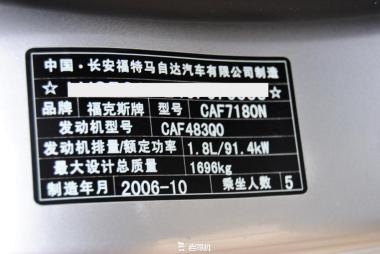 中国·长安福特马自达汽车有限公司制造
☆ ☆
品牌 福克斯牌 型号 CAF7180N
发动机型号 CAF483Q0
发动机排量/额定功率 1.8L/91.4kW
最大设计总质量 1696kg
制造年月 2006-10 乘坐人数 5